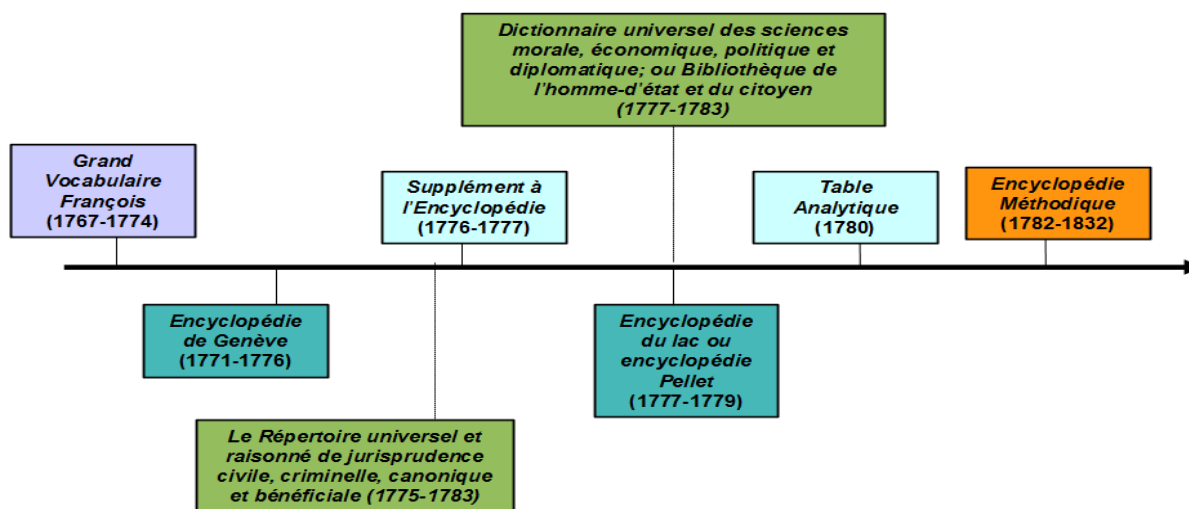 Dictionnaire universel des sciences
morale, économique, politique et
diplomatique; ou Bibliothèque de
l'homme-d'état et du citoyen
(1777-1783)
Grand
Vocabulaire
François
(1767-1774)
Supplément à
l'Encyclopédie
(1776-1777)
Table
Analytique
(1780)
Encyclopédie
Méthodique
(1782-1832)
Encyclopédie
de Genève
(1771-1776)
Encyclopédie
du lac ou
encyclopédie
Pellet
(1777-1779)
Le Répertoire universel et
raisonné de jurisprudence
civile, criminelle, canonique
et bénéficiale (1775-1783)